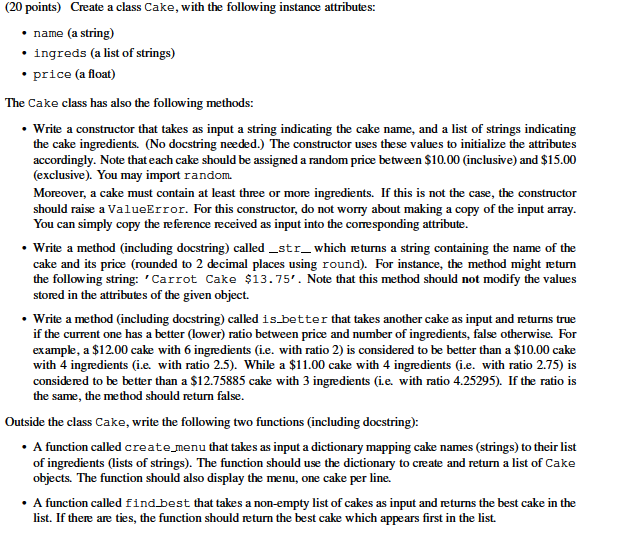 (20 points) Create a class Cake, with the following instance attributes:
• name (a string)
• ingreds (a list of strings)
• price (a float)
The Cake class has also the following methods:
• Write a constructor that takes as input a string indicating the cake name, and a list of strings indicating
the cake ingredients. (No docstring needed.) The constructor uses these values to initialize the attributes
accordingly. Note that each cake should be assigned a random price between $10.00 (inclusive) and $15.00
(exclusive). You may import random.
Moreover, a cake must contain at least three or more ingredients. If this is not the case, the constructor
should raise a ValueError. For this constructor, do not worry about making a copy of the input array.
You can simply copy the reference received as input into the corresponding attribute.
• Write a method (including docstring) called _str_ which returns a string containing the name of the
cake and its price (rounded to 2 decimal places using round). For instance, the method might return
the following string: 'Carrot Cake $13.75'. Note that this method should not modify the values
stored in the attributes of the given object.
• Write a method (including docstring) called is_better that takes another cake as input and returns true
if the current one has a better (lower) ratio between price and number of ingredients, false otherwise. For
example, a $12.00 cake with 6 ingredients (i.e. with ratio 2) is considered to be better than a $10.00 cake
with 4 ingredients (i.e. with ratio 2.5). While a $11.00 cake with 4 ingredients (i.e. with ratio 2.75) is
considered to be better than a $12.75885 cake with 3 ingredients (i.e. with ratio 4.25295). If the ratio is
the same, the method should return false.
Outside the class Cake, write the following two functions (including docstring):
• A function called create_menu that takes as input a dictionary mapping cake names (strings) to their list
of ingredients (lists of strings). The function should use the dictionary to create and return a list of Cake
objects. The function should also display the menu, one cake per line.
• A function called find_best that takes a non-empty list of cakes as input and returns the best cake in the
list. If there are ties, the function should return the best cake which appears first in the list.